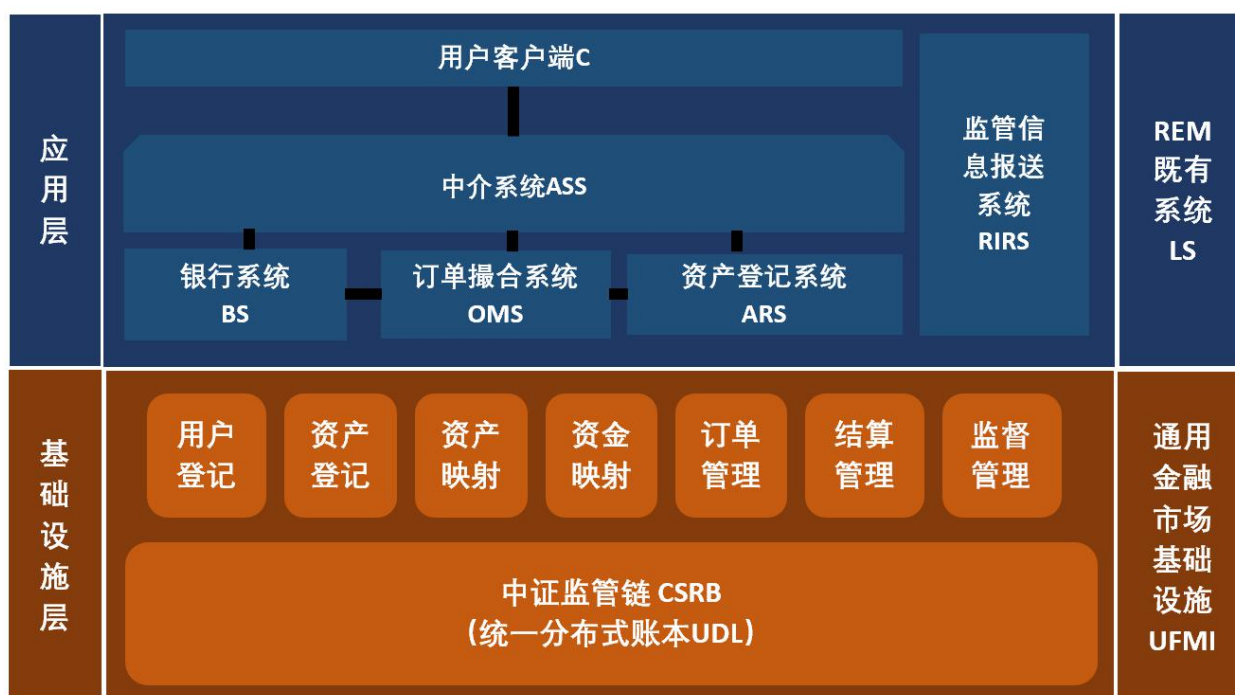 应
用
层
用户客户端C
中介系统ASS
银行系统
BS
订单撮合系统
OMS
资产登记系统
ARS
监管信
息报送
系统
RIRS
REM
既有
系统
LS
基
础
设
施
层
用户
登记
资产
登记
资产
映射
资金
映射
订单
管理
结算
管理
监督
管理
中证监管链 CSRB
(统一分布式账本UDL)
通用
金融
市场
基础
设施
UFMI